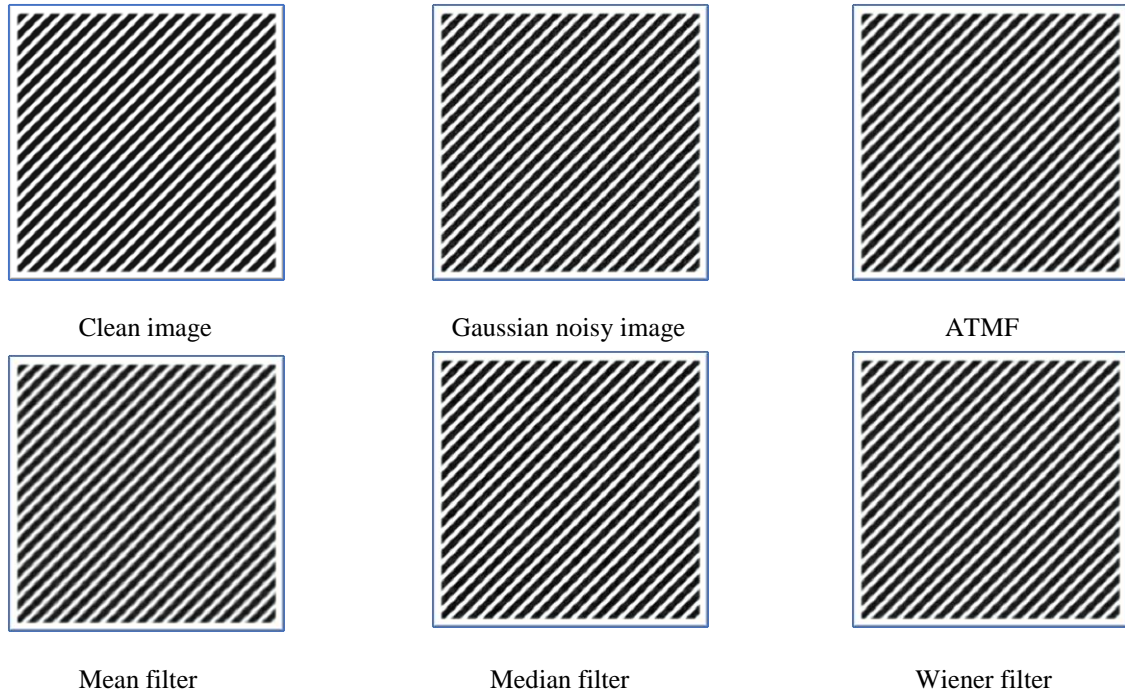 Clean image
Gaussian noisy image
ATMF
Mean filter
Median filter
Wiener filter